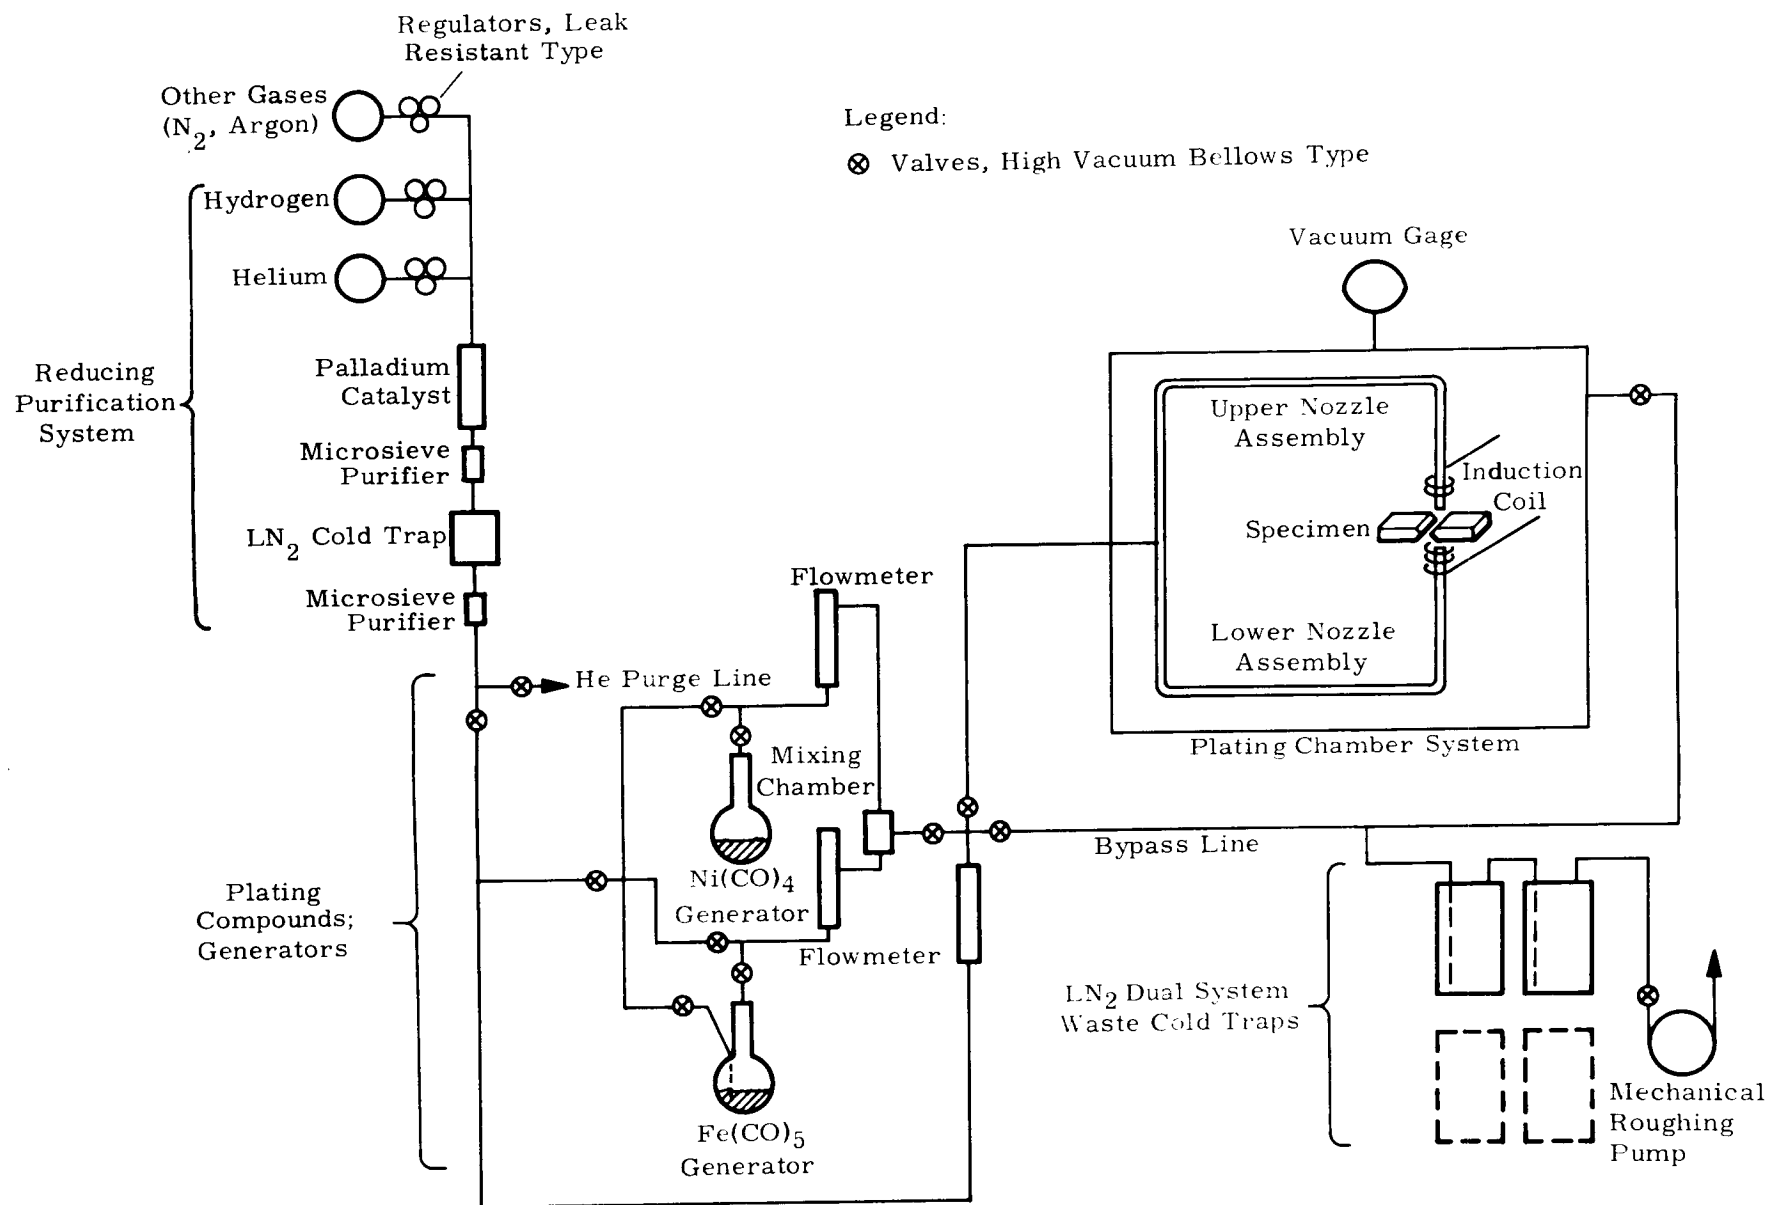 Regulators, Leak
Resistant Type
Other Gases
(N2, Argon)
Legend:
Valves, High Vacuum Bellows Type
Hydrogen
Helium
Vacuum Gage
Reducing
Purification
System
Palladium
Catalyst
Microsieve
Purifier
LN2 Cold Trap
Microsieve
Purifier
Upper Nozzle
Assembly
Induction
Coil
Specimen
Lower Nozzle
Assembly
Plating Chamber System
Flowmeter
He Purge Line
Mixing
Chamber
Ni(CO)4
Generator
Bypass Line
Plating
Compounds;
Generators
Flowmeter
Fe(CO)5
Generator
LN2 Dual System
Waste Cold Traps
Mechanical
Roughing
Pump